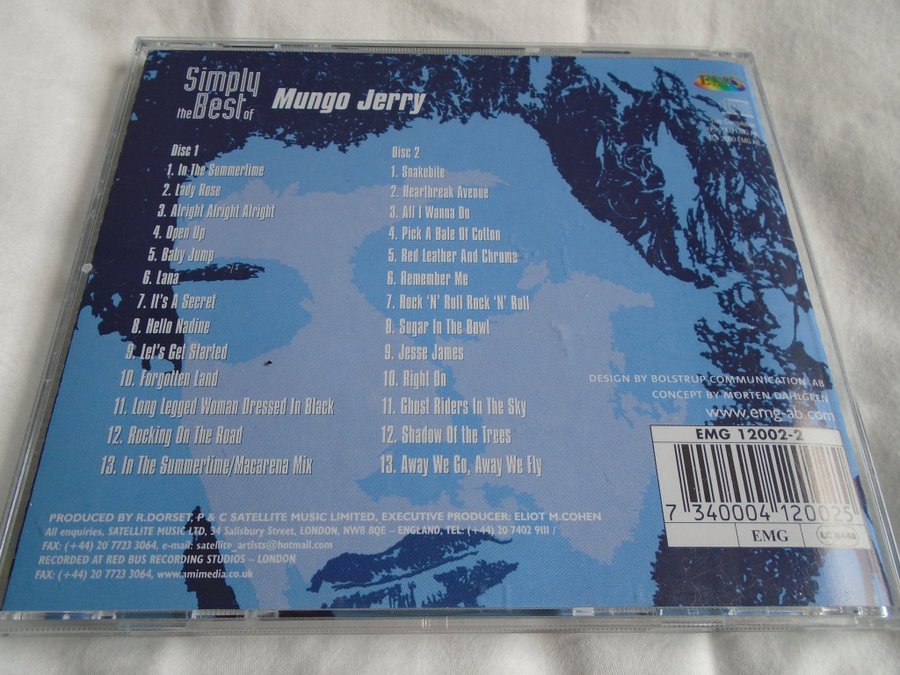 Simply
the Best of
Mungo Jerry
EMG
Disc 1
1. In The Summertime
2. Lady Rose
3. Alright Alright Alright
4. Open Up
5. Baby Jump
6. Lana
7. It's A Secret
8. Hello Nadine
9. Let's Get Started
10. Forgotten Land
11. Long Legged Woman Dressed In Black
12. Rocking On The Road
13. In The Summertime/Macarena Mix
Disc 2
1. Snakebite
2. Heartbreak Avenue
3. All I Wanna Do
4. Pick A Bale Of Cotton
5. Red Leather And Chrome
6. Remember Me
7. Rock 'N' Roll Rock 'N' Roll
8. Sugar In The Bowl
9. Jesse James
10. Right On
11. Ghost Riders In The Sky
12. Shadow Of the Trees
13. Away We Go, Away We Fly
DESIGN BY BOLSTRUP COMMUNICATION AB
CONCEPT BY MORTEN DAHLGREN
www.emg-ab.com
EMG 12002-2
7 340004 120025
EMG
PRODUCED BY R.DORSET, P & C SATELLITE MUSIC LIMITED, EXECUTIVE PRODUCER: ELIOT M.COHEN
All enquiries, SATELLITE MUSIC LTD, 34 Salisbury Street, LONDON, NW8 8QE – ENGLAND, TEL: (+44) 20 7402 9111 /
FAX: (+44) 20 7723 3064, e-mail: satellite_artists@hotmail.com
RECORDED AT RED BUS RECORDING STUDIOS – LONDON
FAX: (+44) 20 7723 3064, www.amimedia.co.uk